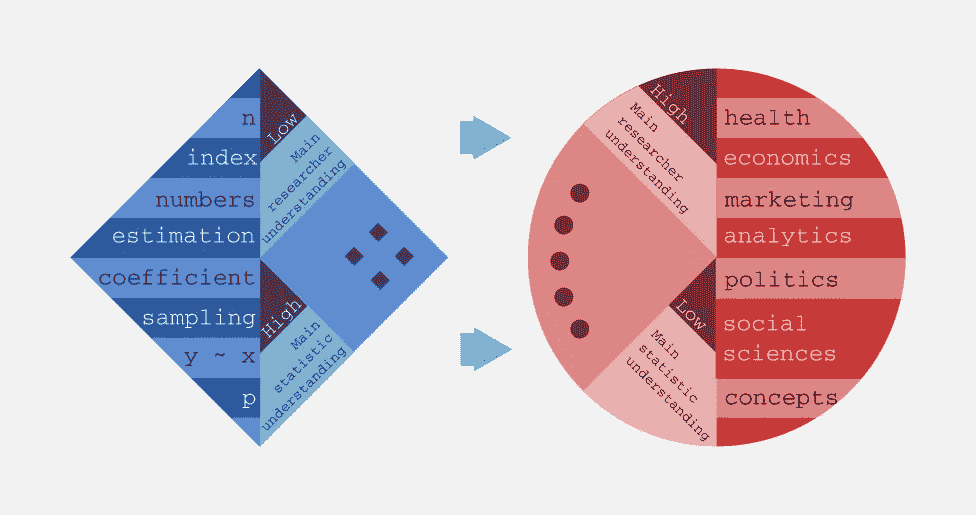 n
index
numbers
estimation
coefficient
sampling
y ~ x
p
Low
Main
researcher
understanding
High
Main
statistic
understanding
High
Main
researcher
understanding
Low
Main
statistic
understanding
health
economics
marketing
analytics
politics
social
sciences
concepts